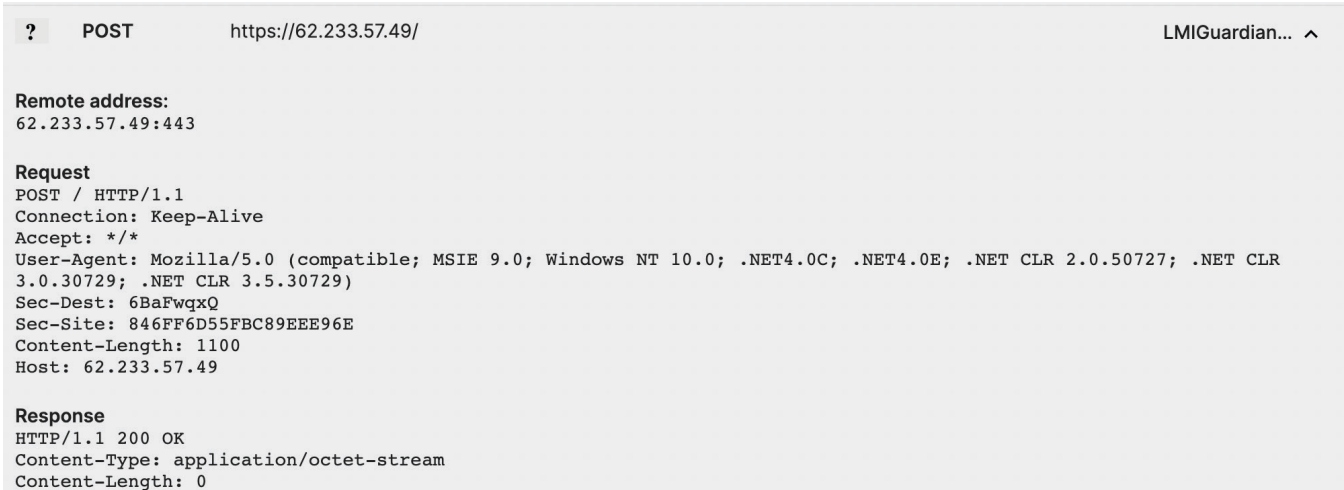 ? POST https://62.233.57.49/ LMIGuardian...
Remote address:
62.233.57.49:443
Request
POST / HTTP/1.1
Connection: Keep-Alive
Accept: */*
User-Agent: Mozilla/5.0 (compatible; MSIE 9.0; Windows NT 10.0; .NET4.0C; .NET4.0E; .NET CLR 2.0.50727; .NET CLR
3.0.30729; .NET CLR 3.5.30729)
Sec-Dest: 6BaFwqxQ
Sec-Site: 846FF6D55FBC89EEE96E
Content-Length: 1100
Host: 62.233.57.49
Response
HTTP/1.1 200 OK
Content-Type: application/octet-stream
Content-Length: 0